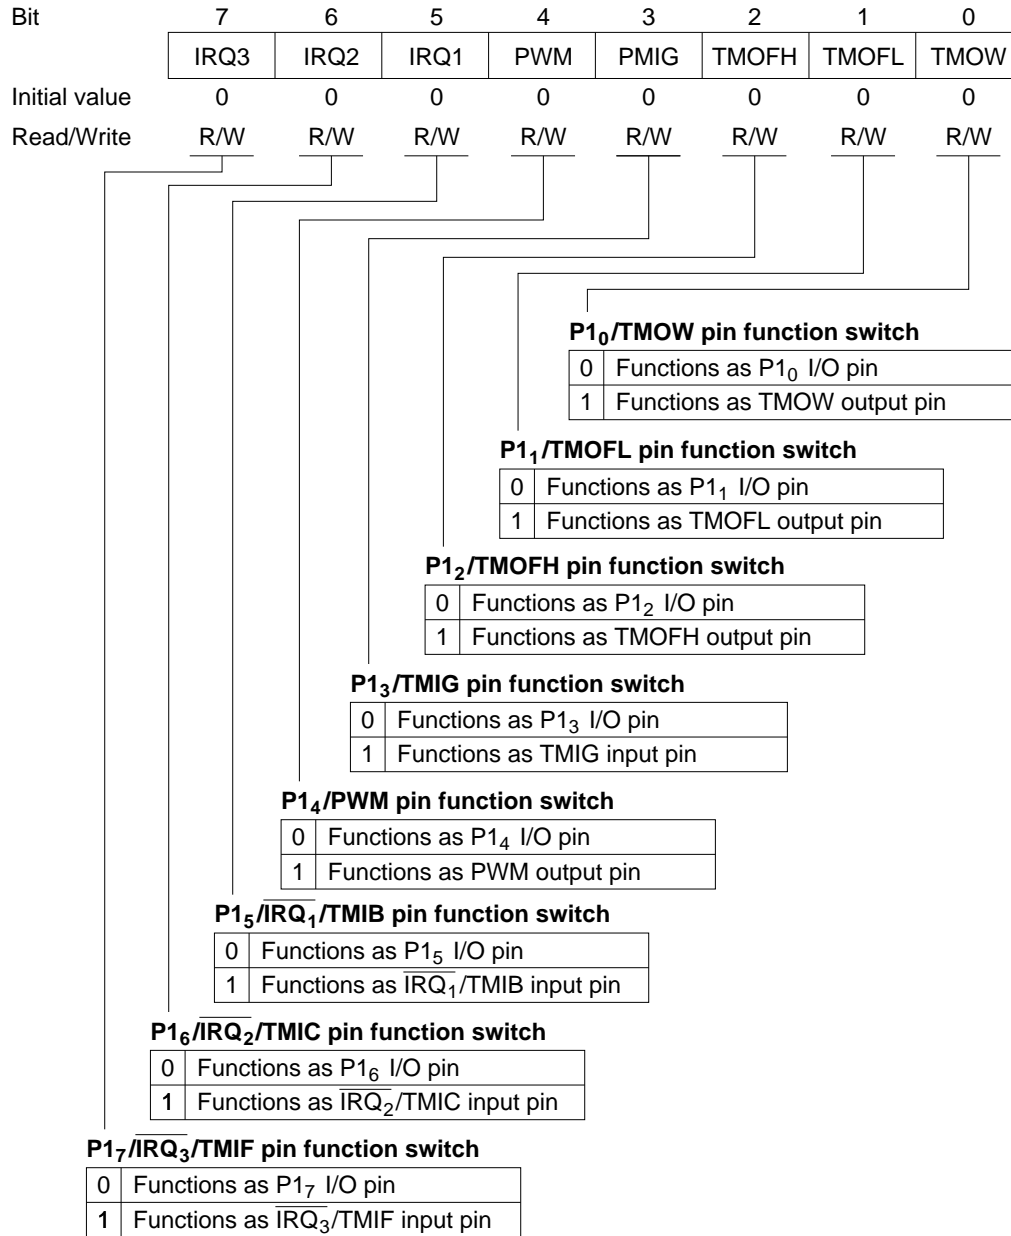 Bit 7 6 5 4 3 2 1 0
IRQ3 IRQ2 IRQ1 PWM PMIG TMOFH TMOFL TMOW
Initial value 0 0 0 0 0 0 0 0
Read/Write R/W R/W R/W R/W R/W R/W R/W R/W
P1₀/TMOW pin function switch
0 Functions as P1₀ I/O pin
1 Functions as TMOW output pin
P1₁/TMOFL pin function switch
0 Functions as P1₁ I/O pin
1 Functions as TMOFL output pin
P1₂/TMOFH pin function switch
0 Functions as P1₂ I/O pin
1 Functions as TMOFH output pin
P1₃/TMIG pin function switch
0 Functions as P1₃ I/O pin
1 Functions as TMIG input pin
P1₄/PWM pin function switch
0 Functions as P1₄ I/O pin
1 Functions as PWM output pin
P1₅/I̅R̅Q̅₁/TMIB pin function switch
0 Functions as P1₅ I/O pin
1 Functions as I̅R̅Q̅₁/TMIB input pin
P1₆/I̅R̅Q̅₂/TMIC pin function switch
0 Functions as P1₆ I/O pin
1 Functions as I̅R̅Q̅₂/TMIC input pin
P1₇/I̅R̅Q̅₃/TMIF pin function switch
0 Functions as P1₇ I/O pin
1 Functions as I̅R̅Q̅₃/TMIF input pin